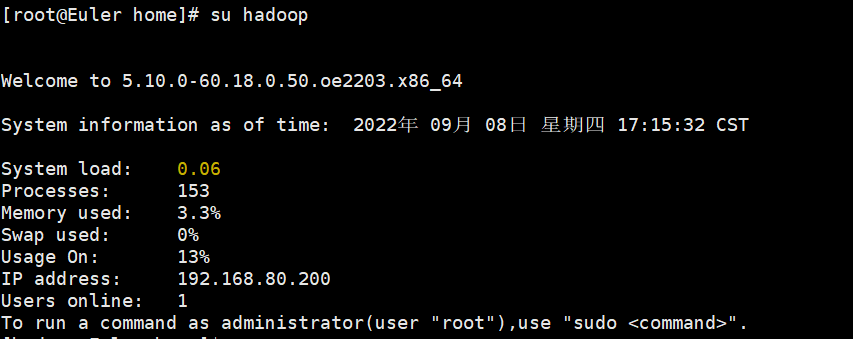 [root@Euler home]# su hadoop
Welcome to 5.10.0-60.18.0.50.oe2203.x86_64
System information as of time:  2022年 09月 08日 星期四 17:15:32 CST
System load:    0.06
Processes:      153
Memory used:    3.3%
Swap used:      0%
Usage On:       13%
IP address:     192.168.80.200
Users online:   1
To run a command as administrator(user "root"),use "sudo <command>".